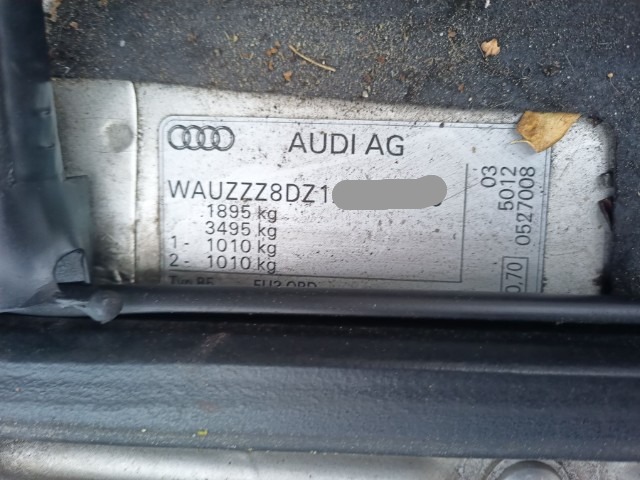 AUDI AG
WAUZZZ8DZ1
1895 kg
3495 kg
1- 1010 kg
2- 1010 kg
03
5012
0527008
0,70